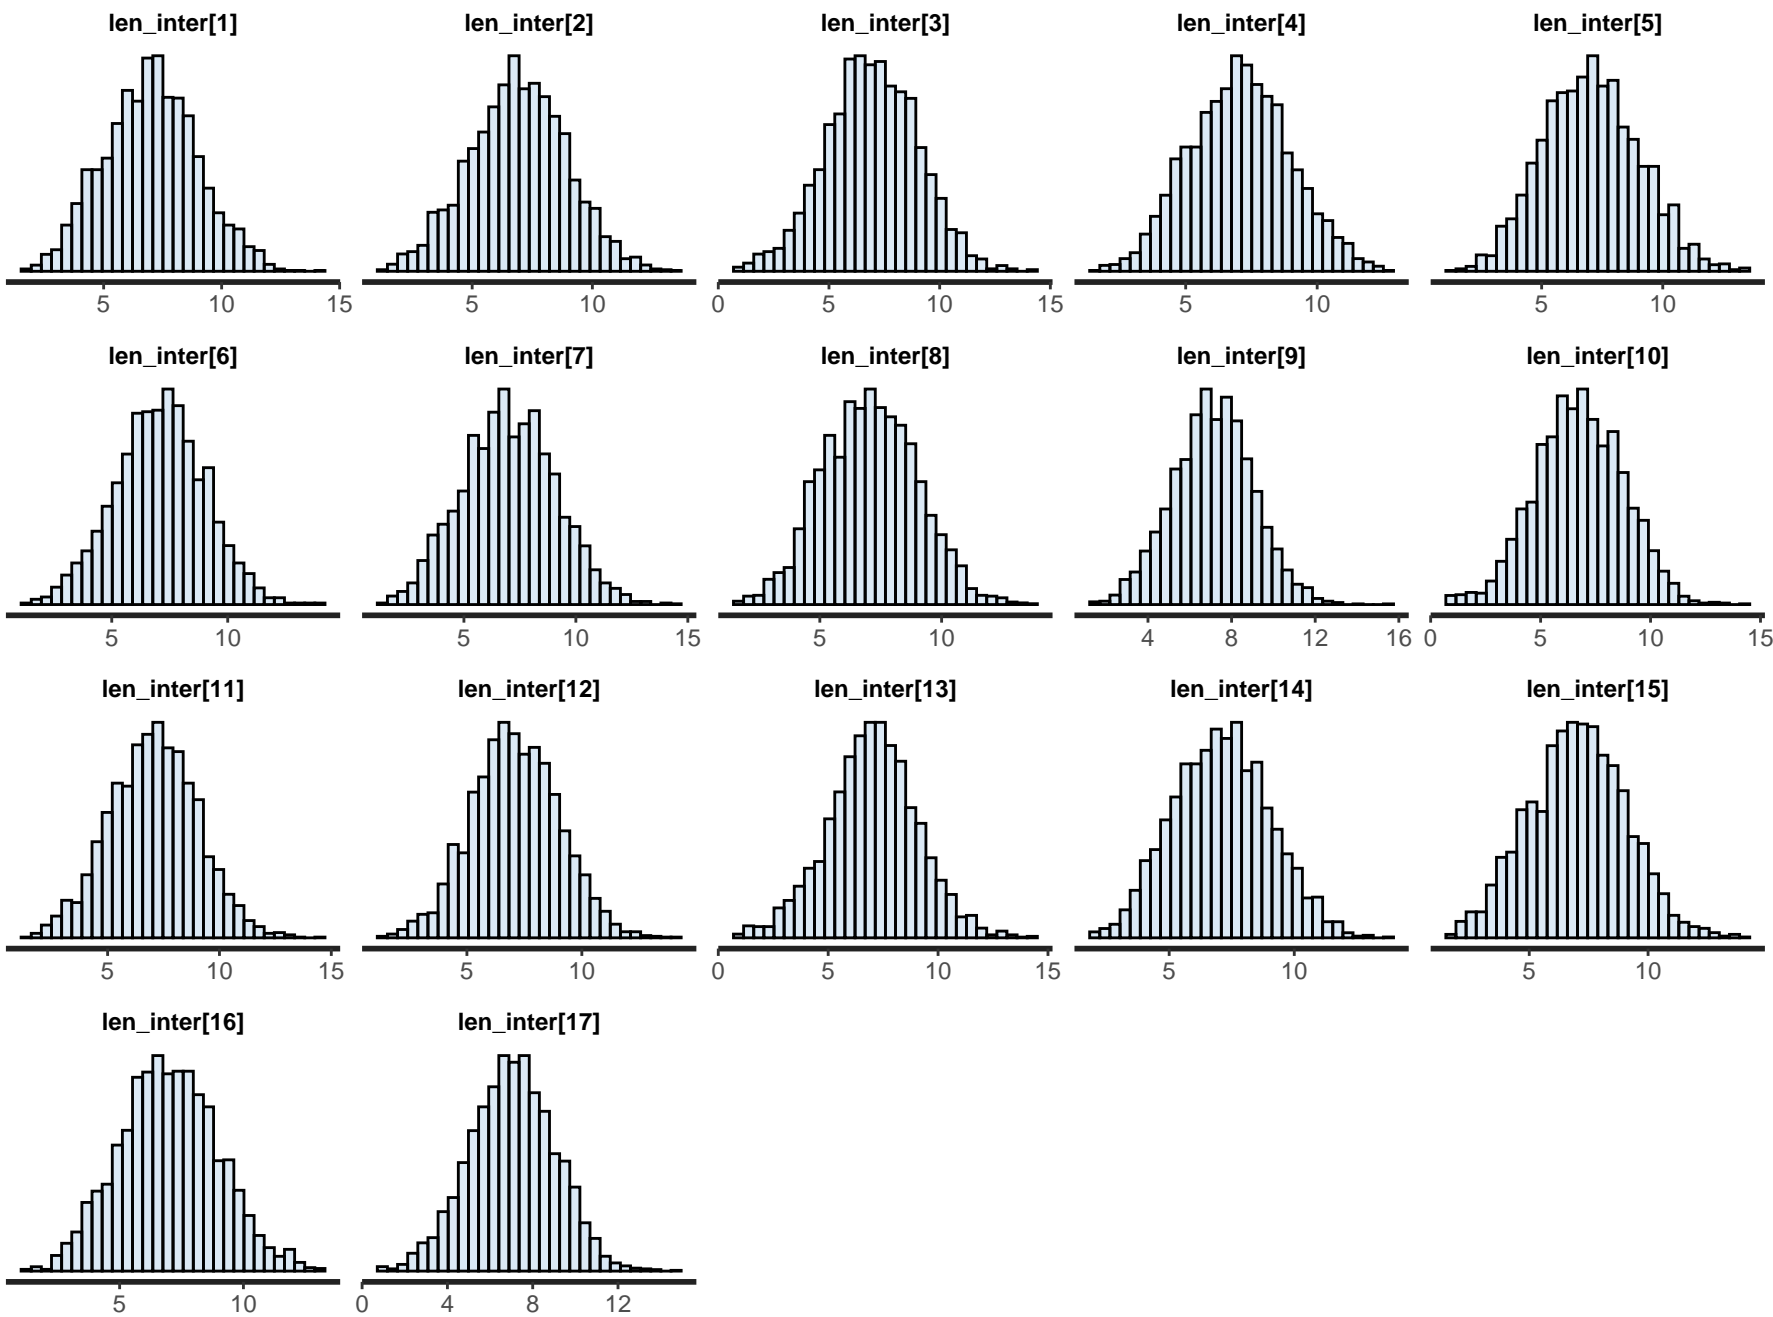 len_inter[1] len_inter[2] len_inter[3] len_inter[4] len_inter[5]
5 10 15 5 10 0 5 10 15 5 10 5 10
len_inter[6] len_inter[7] len_inter[8] len_inter[9] len_inter[10]
5 10 5 10 15 5 10 4 8 12 16 0 5 10 15
len_inter[11] len_inter[12] len_inter[13] len_inter[14] len_inter[15]
5 10 15 5 10 0 5 10 15 5 10 5 10
len_inter[16] len_inter[17]
5 10 0 4 8 12